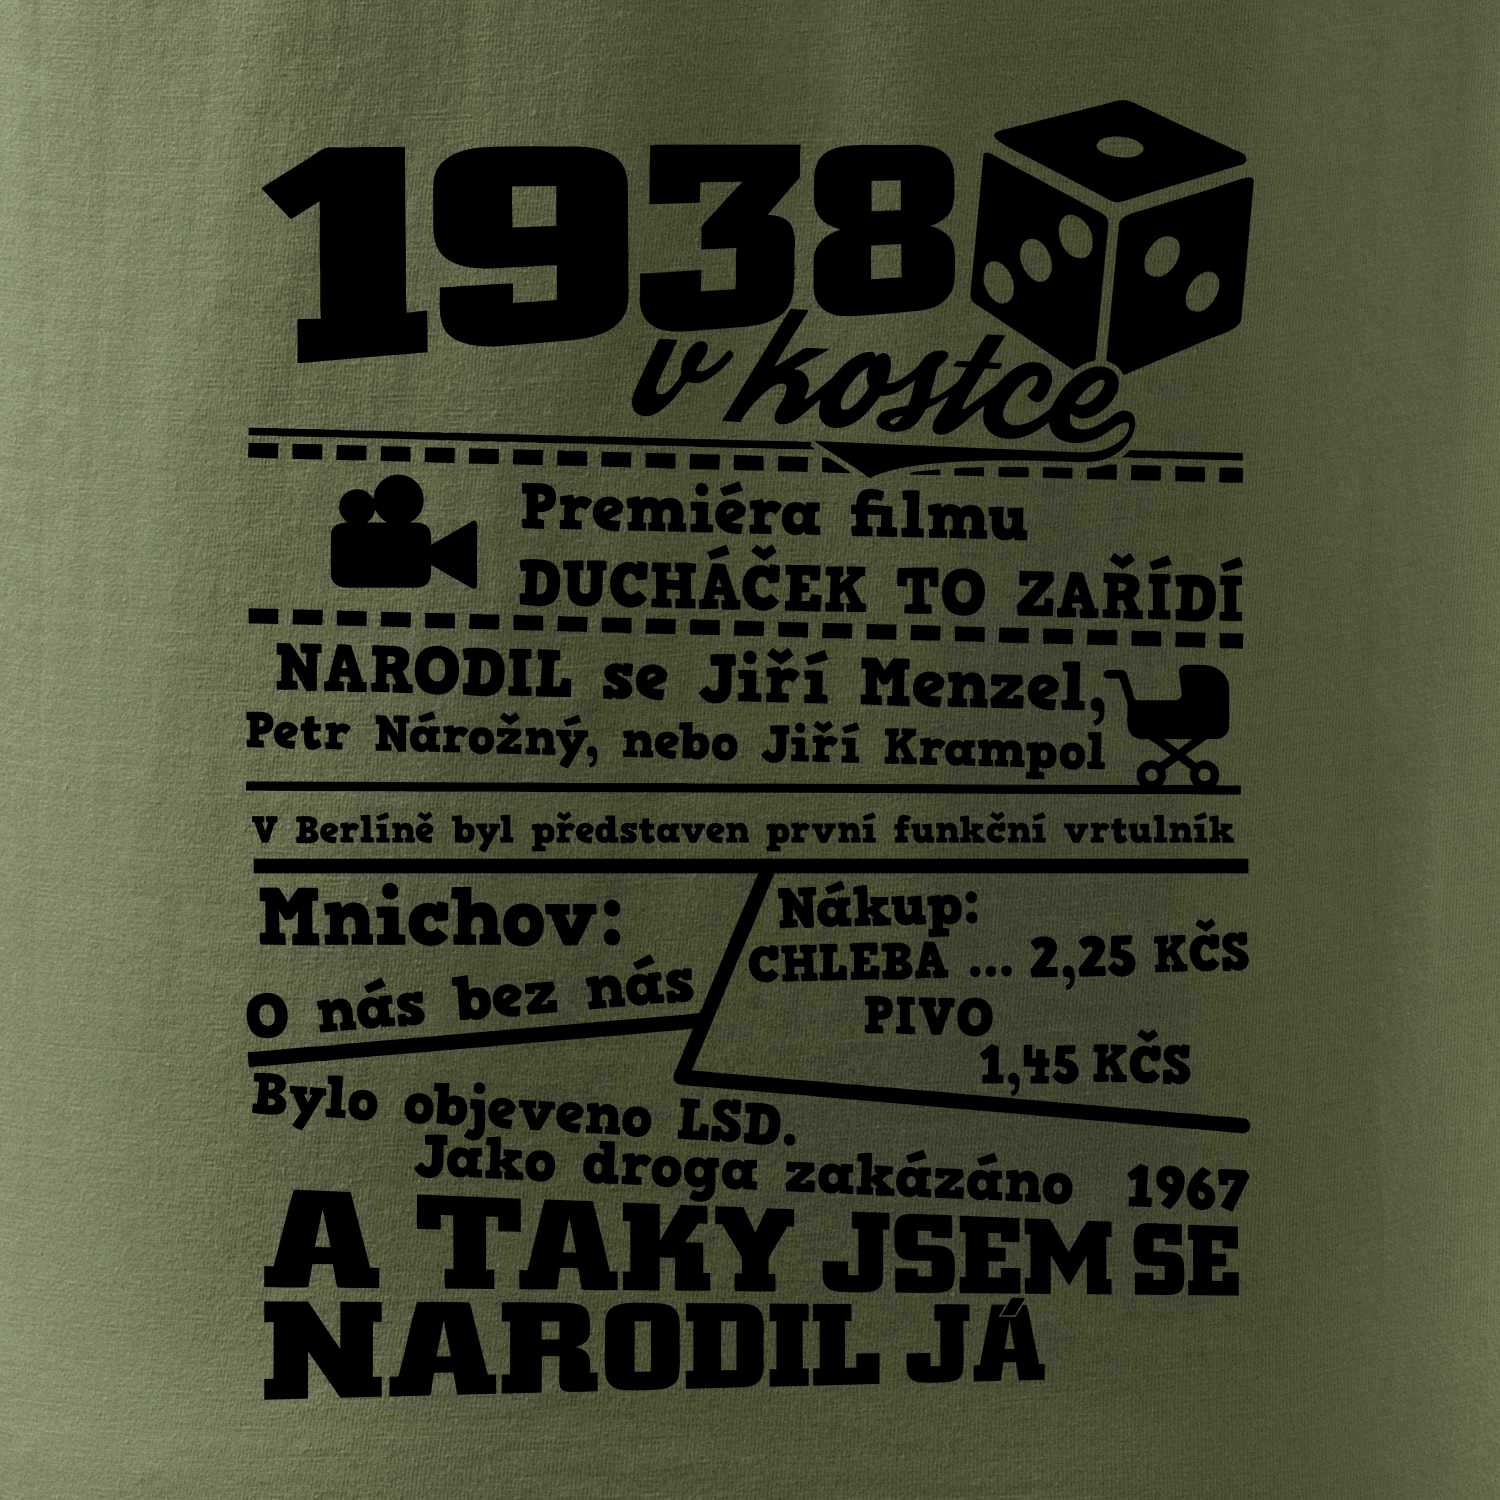 1938
v kostce
Premiéra filmu
DUCHÁČEK TO ZAŘÍDÍ
NARODIL se Jiří Menzel,
Petr Nárožný, nebo Jiří Krampol
V Berlíně byl představen první funkční vrtulník
Mnichov:
O nás bez nás
Nákup:
CHLEBA ... 2,25 KČS
PIVO
1,45 KČS
Bylo objeveno LSD.
Jako droga zakázáno 1967
A TAKY JSEM SE
NARODIL JÁ